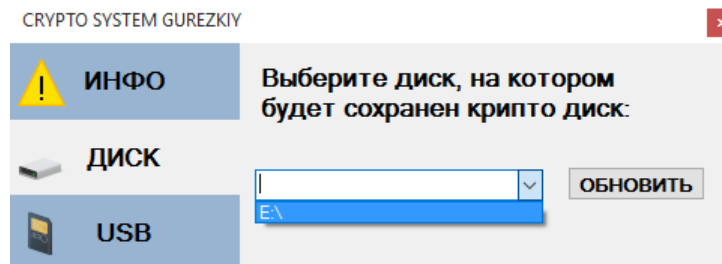 CRYPTO SYSTEM GUREZKIY
ИНФО
Выберите диск, на котором
будет сохранен крипто диск:
ДИСК
ОБНОВИТЬ
E:\
USB